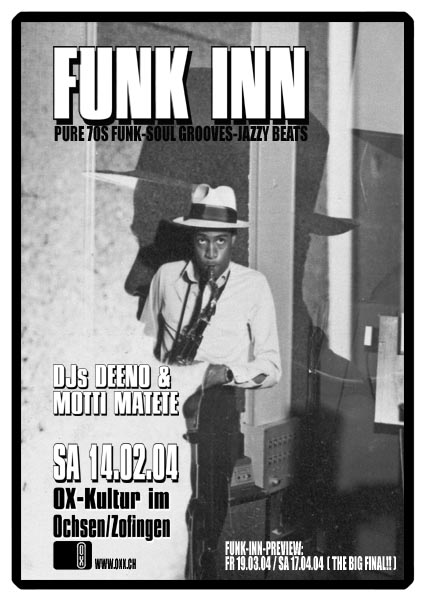 FUNK INN
PURE 70S FUNK-SOUL GROOVES-JAZZY BEATS
DJs DEENO &
MOTTI MATETE
SA 14.02.04
OX-Kultur im
Ochsen/Zofingen
OX
WWW.OXX.CH
FUNK-INN-PREVIEW:
FR 19.03.04 / SA 17.04.04 ( THE BIG FINAL!! )